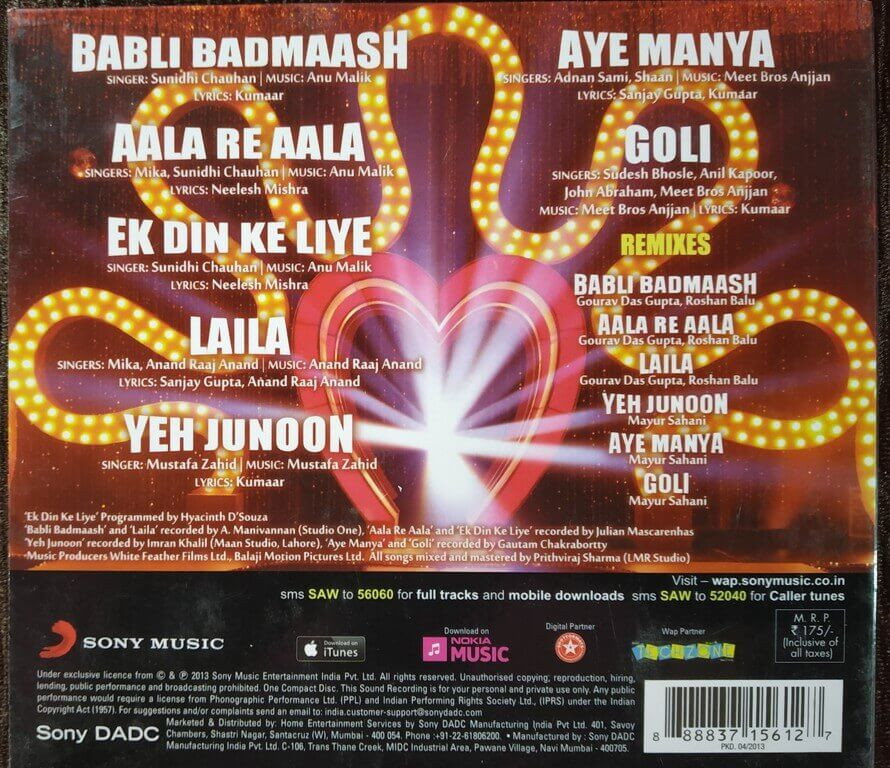 BABLI BADMAASH
SINGER: Sunidhi Chauhan | MUSIC: Anu Malik
LYRICS: Kumaar
AALA RE AALA
SINGERS: Mika, Sunidhi Chauhan | MUSIC: Anu Malik
LYRICS: Neelesh Mishra
EK DIN KE LIYE
SINGER: Sunidhi Chauhan | MUSIC: Anu Malik
LYRICS: Neelesh Mishra
LAILA
SINGERS: Mika, Anand Raaj Anand | MUSIC: Anand Raaj Anand
LYRICS: Sanjay Gupta, Anand Raaj Anand
YEH JUNOON
SINGER: Mustafa Zahid | MUSIC: Mustafa Zahid
LYRICS: Kumaar
AYE MANYA
SINGERS: Adnan Sami, Shaan | MUSIC: Meet Bros Anjjan
LYRICS: Sanjay Gupta, Kumaar
GOLI
SINGERS: Sudesh Bhosle, Anil Kapoor,
John Abraham, Meet Bros Anjjan
MUSIC: Meet Bros Anjjan | LYRICS: Kumaar
REMIXES
BABLI BADMAASH
Gourav Das Gupta, Roshan Balu
AALA RE AALA
Gourav Das Gupta, Roshan Balu
LAILA
Gourav Das Gupta, Roshan Balu
YEH JUNOON
Mayur Sahani
AYE MANYA
Mayur Sahani
GOLI
Mayur Sahani
'Ek Din Ke Liye' Programmed by Hyacinth D'Souza
'Babli Badmaash' and 'Laila' recorded by A. Manivannan (Studio One), 'Aala Re Aala' and 'Ek Din Ke Liye' recorded by Julian Mascarenhas
'Yeh Junoon' recorded by Imran Khalil (Maan Studio, Lahore), 'Aye Manya' and 'Goli' recorded by Gautam Chakrabortty
Music Producers White Feather Films Ltd., Balaji Motion Pictures Ltd. All songs mixed and mastered by Prithviraj Sharma (LMR Studio)
Visit – wap.sonymusic.co.in
sms SAW to 56060 for full tracks and mobile downloads sms SAW to 52040 for Caller tunes
SONY MUSIC
Download on
iTunes
Download on
NOKIA
MUSIC
Digital Partner
HUNGAMA
Wap Partner
TECHZONE
M. R. P.
₹ 175/-
(Inclusive of
all taxes)
Under exclusive licence from © & ℗ 2013 Sony Music Entertainment India Pvt. Ltd. All rights reserved. Unauthorised copying, reproduction, hiring,
lending, public performance and broadcasting prohibited. One Compact Disc. This Sound Recording is for your personal and private use only. Any public
performance would require a license from Phonographic Performance Ltd. (PPL) and Indian Performing Rights Society Ltd., (IPRS) under the Indian
Copyright Act (1957). For suggestions and/or complaints send an email to: india.customer-support@sonydadc.com
Sony DADC
Marketed & Distributed by: Home Entertainment Services by Sony DADC Manufacturing India Pvt. Ltd. 401, Savoy
Chambers, Shastri Nagar, Santacruz (W), Mumbai - 400 054. Phone: +91-22-61806200. • Manufactured by : Sony DADC
Manufacturing India Pvt. Ltd. C-106, Trans Thane Creek, MIDC Industrial Area, Pawane Village, Navi Mumbai - 400705.
8 88837 15612 7
PKD. 04/2013